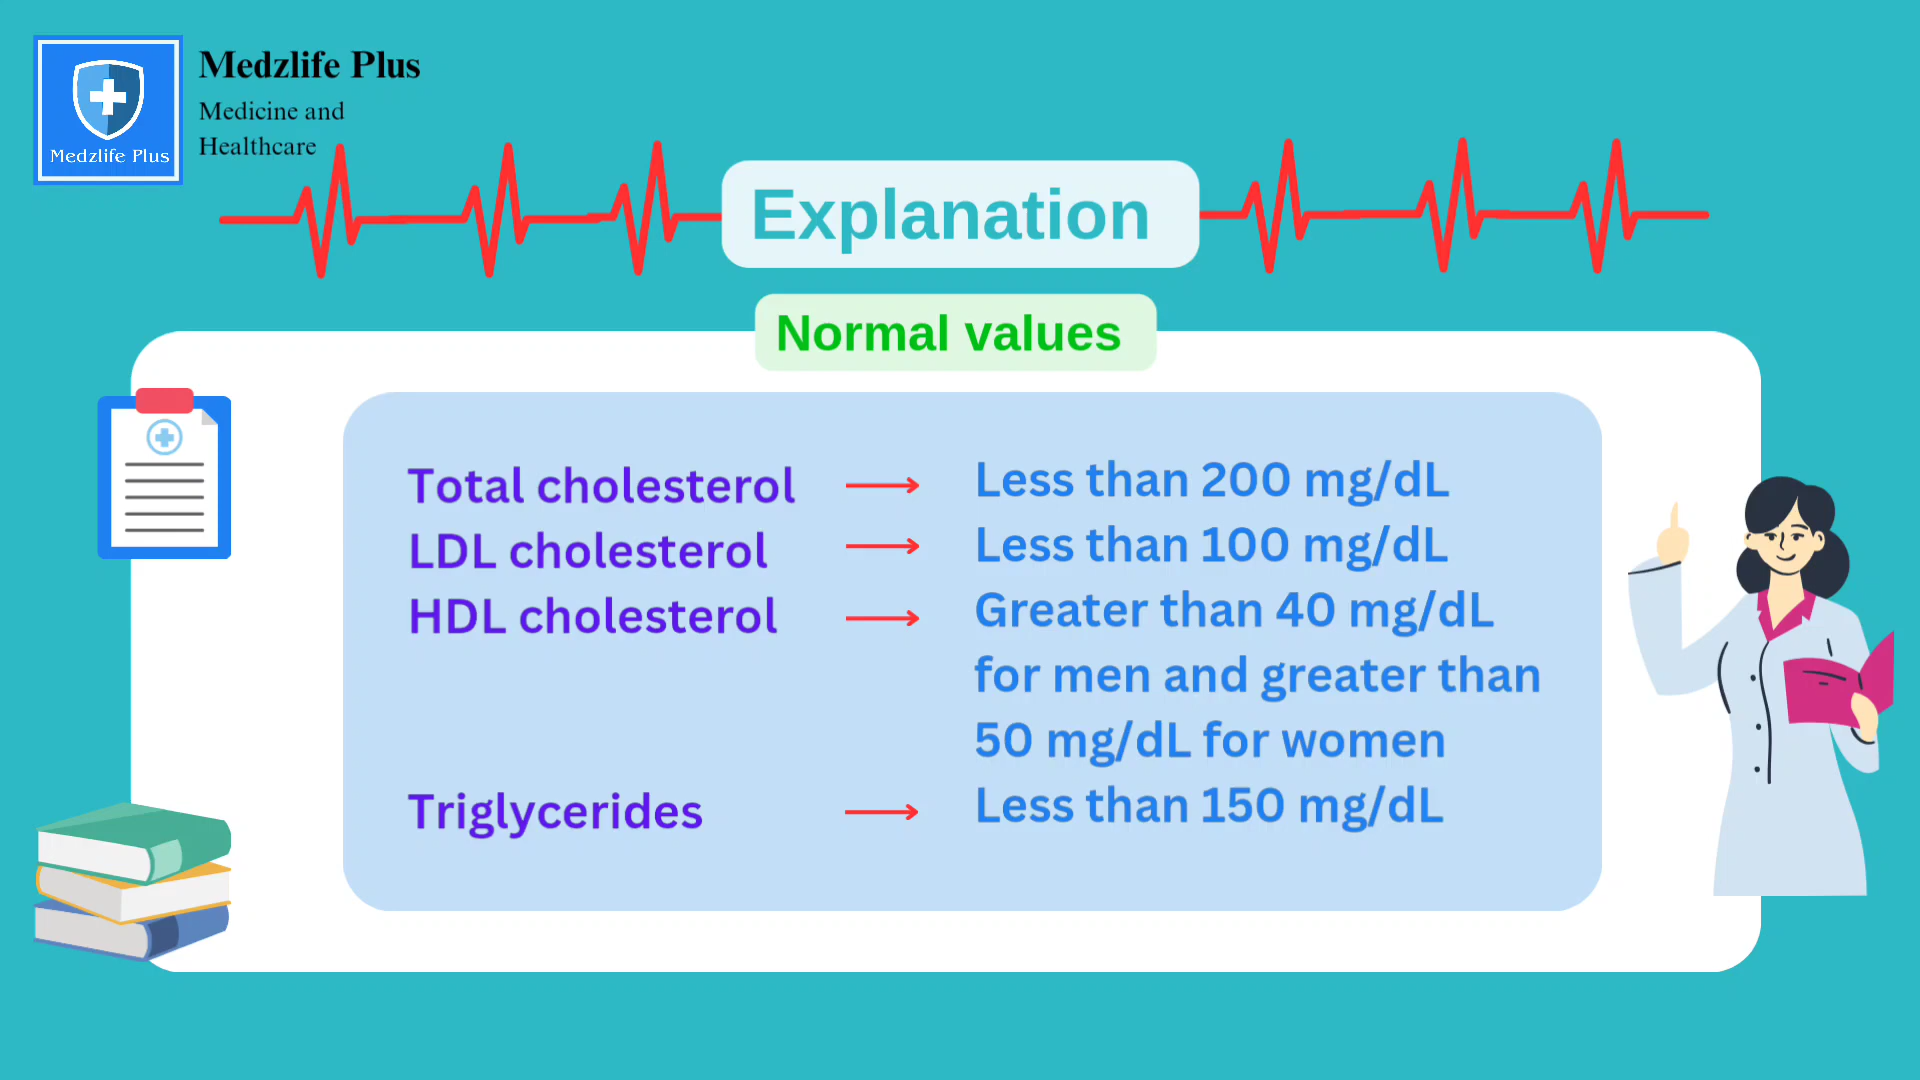 Medzlife Plus
Medicine and
Healthcare
Medzlife Plus
Explanation
Normal values
Total cholesterol → Less than 200 mg/dL
LDL cholesterol → Less than 100 mg/dL
HDL cholesterol → Greater than 40 mg/dL
for men and greater than
50 mg/dL for women
Triglycerides → Less than 150 mg/dL